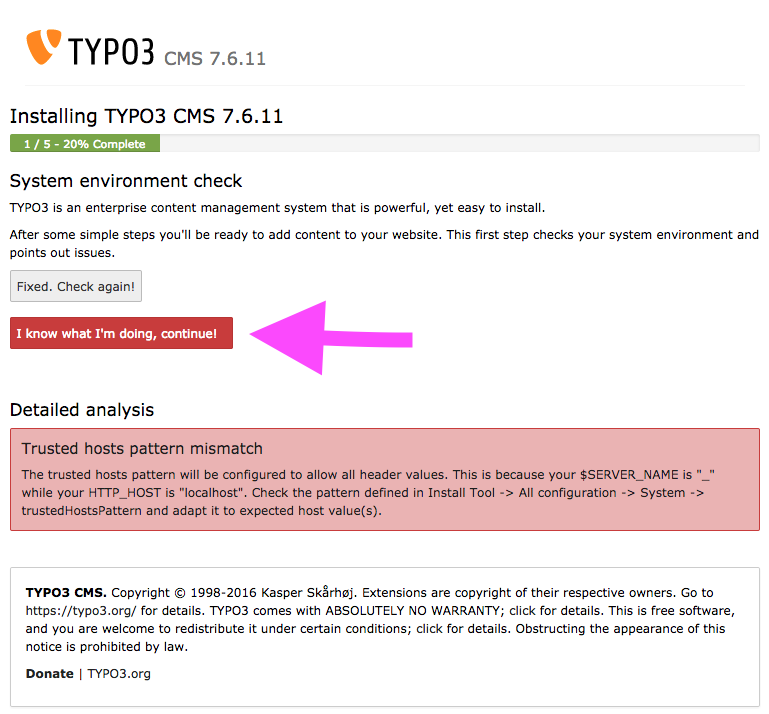 TYPO3 CMS 7.6.11
Installing TYPO3 CMS 7.6.11
1 / 5 - 20% Complete
System environment check
TYPO3 is an enterprise content management system that is powerful, yet easy to install.
After some simple steps you'll be ready to add content to your website. This first step checks your system environment and
points out issues.
Fixed. Check again!
I know what I'm doing, continue!
Detailed analysis
Trusted hosts pattern mismatch
The trusted hosts pattern will be configured to allow all header values. This is because your $SERVER_NAME is "_"
while your HTTP_HOST is "localhost". Check the pattern defined in Install Tool -> All configuration -> System ->
trustedHostsPattern and adapt it to expected host value(s).
TYPO3 CMS. Copyright © 1998-2016 Kasper Skårhøj. Extensions are copyright of their respective owners. Go to
https://typo3.org/ for details. TYPO3 comes with ABSOLUTELY NO WARRANTY; click for details. This is free software,
and you are welcome to redistribute it under certain conditions; click for details. Obstructing the appearance of this
notice is prohibited by law.
Donate | TYPO3.org